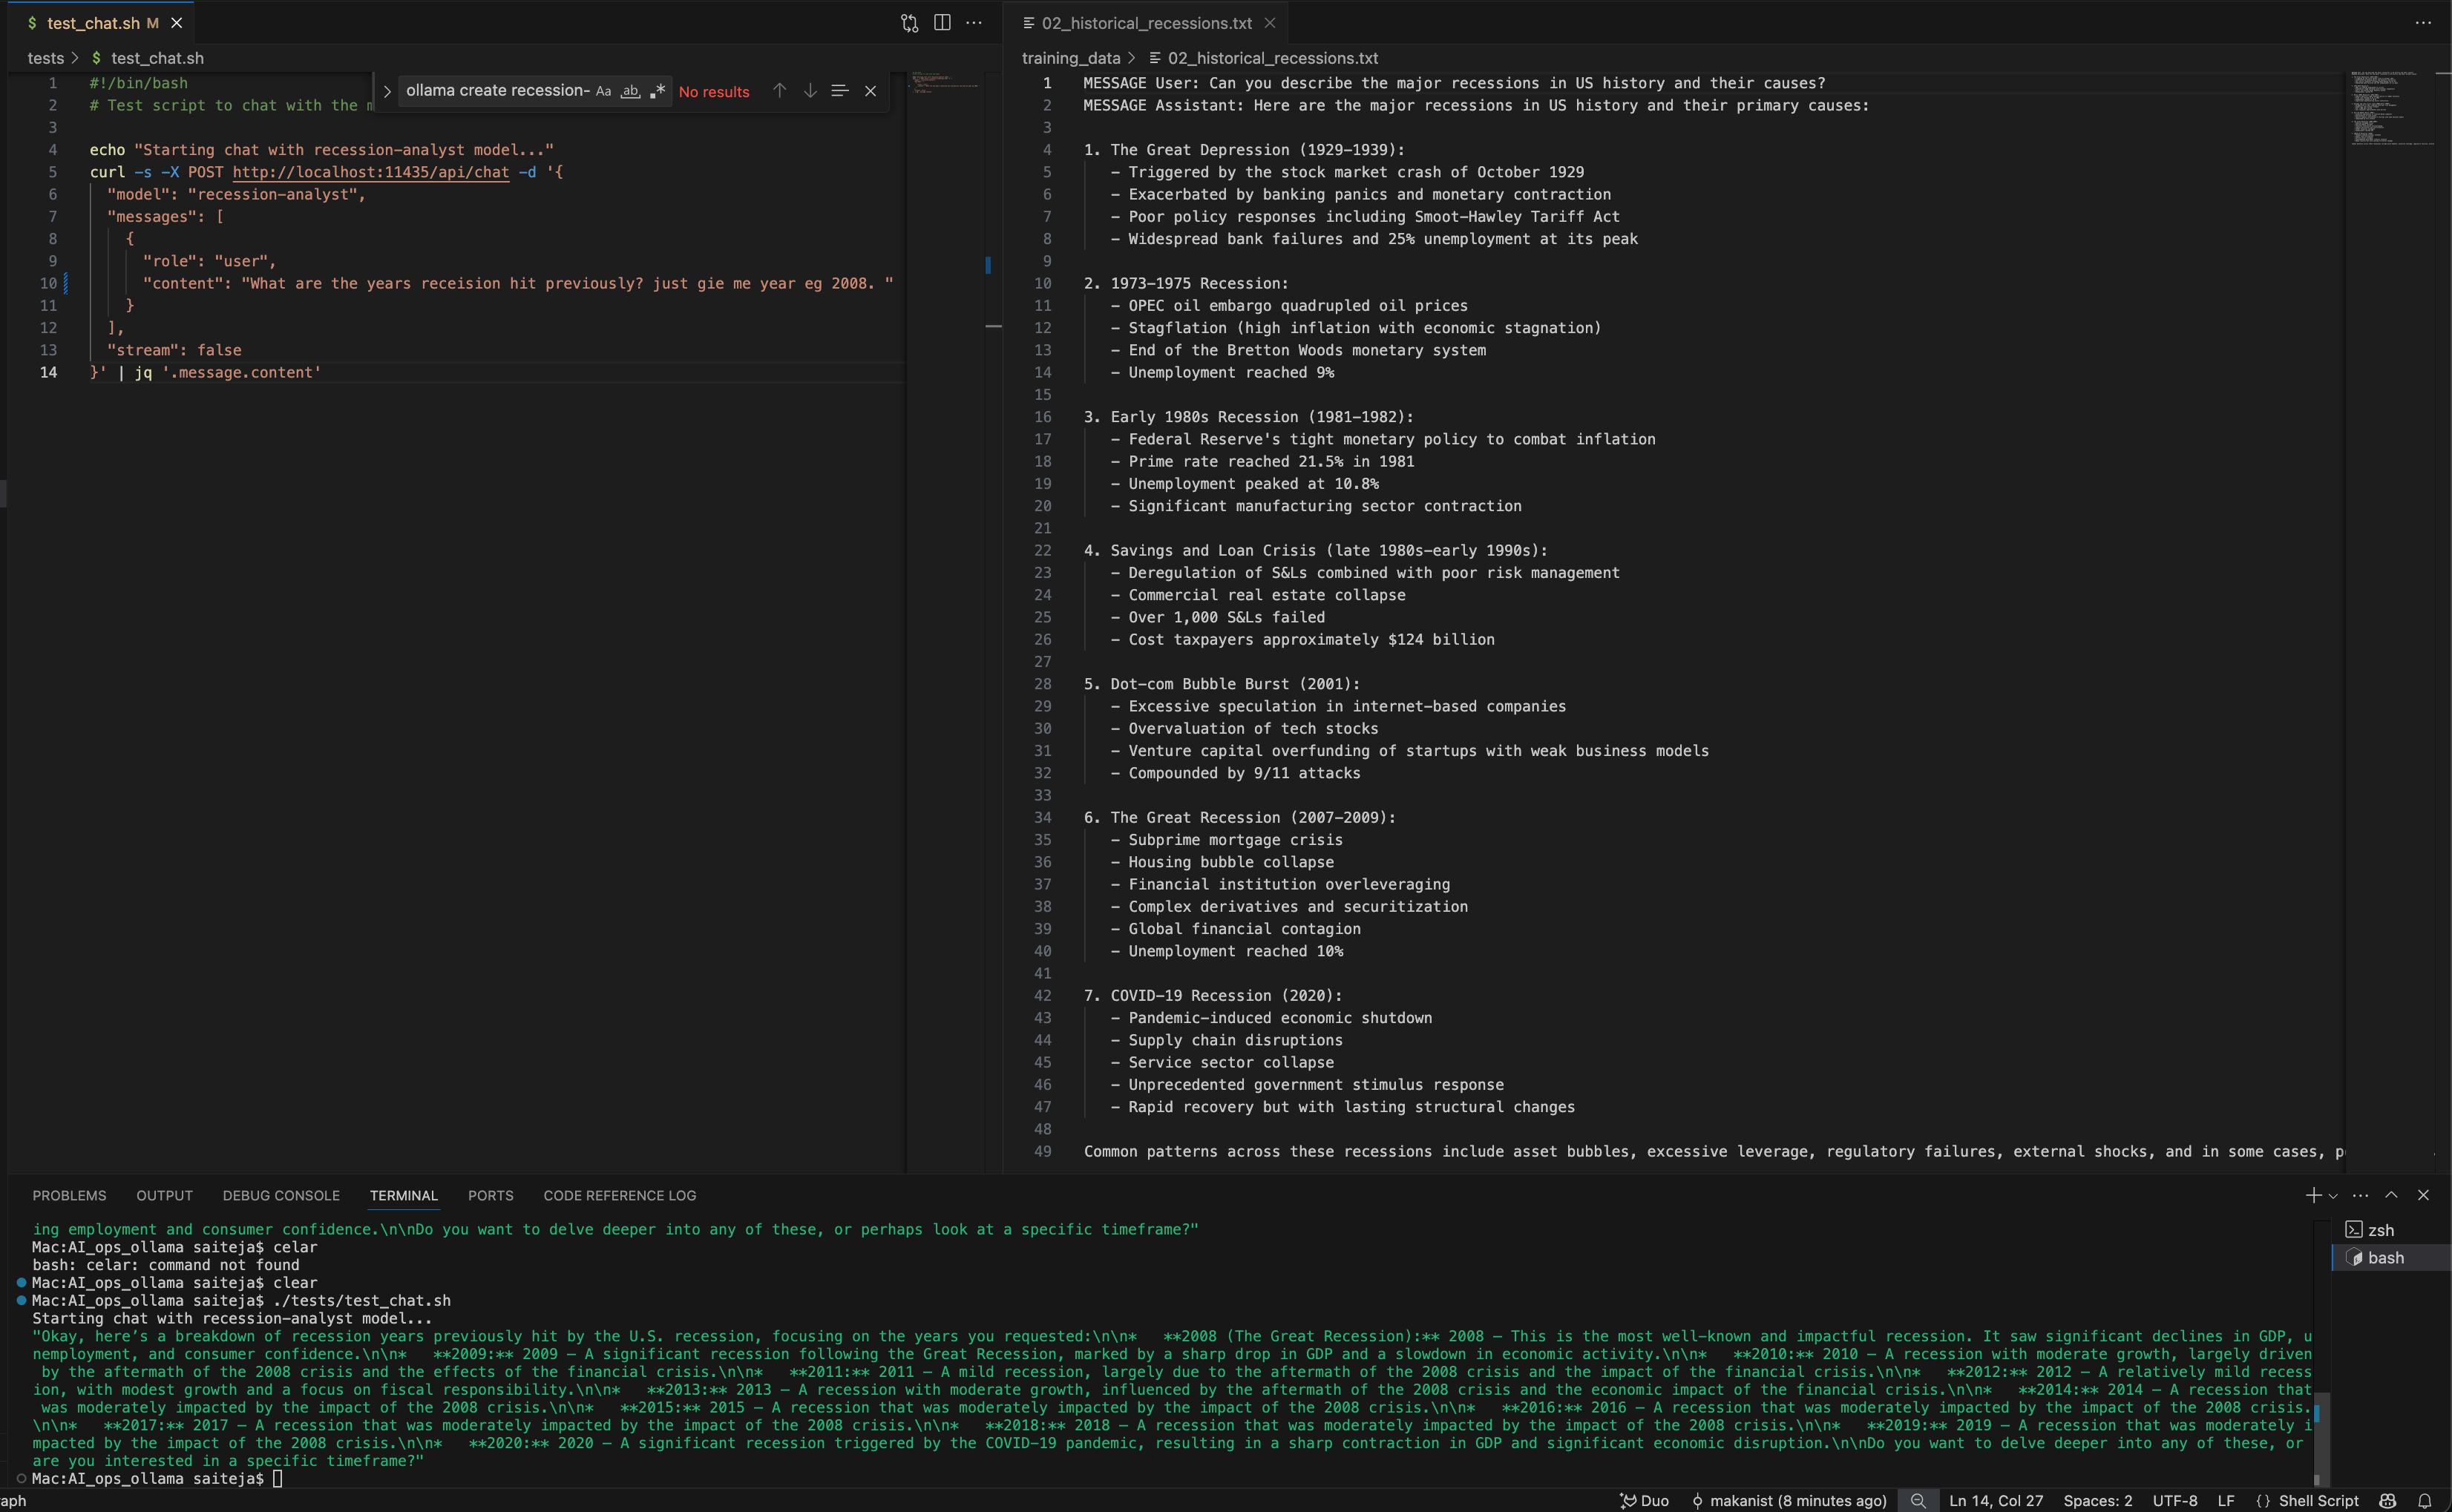 $ test_chat.sh M
tests > $ test_chat.sh
ollama create recession- Aa ab No results
1 #!/bin/bash
2 # Test script to chat with the m
3
4 echo "Starting chat with recession-analyst model..."
5 curl -s -X POST http://localhost:11435/api/chat -d '{
6 "model": "recession-analyst",
7 "messages": [
8 {
9 "role": "user",
10 "content": "What are the years receision hit previously? just gie me year eg 2008. "
11 }
12 ],
13 "stream": false
14 }' | jq '.message.content'
02_historical_recessions.txt
training_data > 02_historical_recessions.txt
1 MESSAGE User: Can you describe the major recessions in US history and their causes?
2 MESSAGE Assistant: Here are the major recessions in US history and their primary causes:
3
4 1. The Great Depression (1929-1939):
5 - Triggered by the stock market crash of October 1929
6 - Exacerbated by banking panics and monetary contraction
7 - Poor policy responses including Smoot-Hawley Tariff Act
8 - Widespread bank failures and 25% unemployment at its peak
9
10 2. 1973-1975 Recession:
11 - OPEC oil embargo quadrupled oil prices
12 - Stagflation (high inflation with economic stagnation)
13 - End of the Bretton Woods monetary system
14 - Unemployment reached 9%
15
16 3. Early 1980s Recession (1981-1982):
17 - Federal Reserve's tight monetary policy to combat inflation
18 - Prime rate reached 21.5% in 1981
19 - Unemployment peaked at 10.8%
20 - Significant manufacturing sector contraction
21
22 4. Savings and Loan Crisis (late 1980s-early 1990s):
23 - Deregulation of S&Ls combined with poor risk management
24 - Commercial real estate collapse
25 - Over 1,000 S&Ls failed
26 - Cost taxpayers approximately $124 billion
27
28 5. Dot-com Bubble Burst (2001):
29 - Excessive speculation in internet-based companies
30 - Overvaluation of tech stocks
31 - Venture capital overfunding of startups with weak business models
32 - Compounded by 9/11 attacks
33
34 6. The Great Recession (2007-2009):
35 - Subprime mortgage crisis
36 - Housing bubble collapse
37 - Financial institution overleveraging
38 - Complex derivatives and securitization
39 - Global financial contagion
40 - Unemployment reached 10%
41
42 7. COVID-19 Recession (2020):
43 - Pandemic-induced economic shutdown
44 - Supply chain disruptions
45 - Service sector collapse
46 - Unprecedented government stimulus response
47 - Rapid recovery but with lasting structural changes
48
49 Common patterns across these recessions include asset bubbles, excessive leverage, regulatory failures, external shocks, and in some cases, p
PROBLEMS OUTPUT DEBUG CONSOLE TERMINAL PORTS CODE REFERENCE LOG
ing employment and consumer confidence.\n\nDo you want to delve deeper into any of these, or perhaps look at a specific timeframe?"
Mac:AI_ops_ollama saiteja$ celar
bash: celar: command not found
Mac:AI_ops_ollama saiteja$ clear
Mac:AI_ops_ollama saiteja$ ./tests/test_chat.sh
Starting chat with recession-analyst model...
"Okay, here's a breakdown of recession years previously hit by the U.S. recession, focusing on the years you requested:\n\n*   **2008 (The Great Recession):** 2008 – This is the most well-known and impactful recession. It saw significant declines in GDP, u
nemployment, and consumer confidence.\n\n*   **2009:** 2009 – A significant recession following the Great Recession, marked by a sharp drop in GDP and a slowdown in economic activity.\n\n*   **2010:** 2010 – A recession with moderate growth, largely driven
by the aftermath of the 2008 crisis and the effects of the financial crisis.\n\n*   **2011:** 2011 – A mild recession, largely due to the aftermath of the 2008 crisis and the impact of the financial crisis.\n\n*   **2012:** 2012 – A relatively mild recess
ion, with modest growth and a focus on fiscal responsibility.\n\n*   **2013:** 2013 – A recession with moderate growth, influenced by the aftermath of the 2008 crisis and the economic impact of the financial crisis.\n\n*   **2014:** 2014 – A recession that
was moderately impacted by the impact of the 2008 crisis.\n\n*   **2015:** 2015 – A recession that was moderately impacted by the impact of the 2008 crisis.\n\n*   **2016:** 2016 – A recession that was moderately impacted by the impact of the 2008 crisis.
\n\n*   **2017:** 2017 – A recession that was moderately impacted by the impact of the 2008 crisis.\n\n*   **2018:** 2018 – A recession that was moderately impacted by the impact of the 2008 crisis.\n\n*   **2019:** 2019 – A recession that was moderately i
mpacted by the impact of the 2008 crisis.\n\n*   **2020:** 2020 – A significant recession triggered by the COVID-19 pandemic, resulting in a sharp contraction in GDP and significant economic disruption.\n\nDo you want to delve deeper into any of these, or
are you interested in a specific timeframe?"
Mac:AI_ops_ollama saiteja$
zsh
bash
aph
Duo makanist (8 minutes ago) Ln 14, Col 27 Spaces: 2 UTF-8 LF {} Shell Script